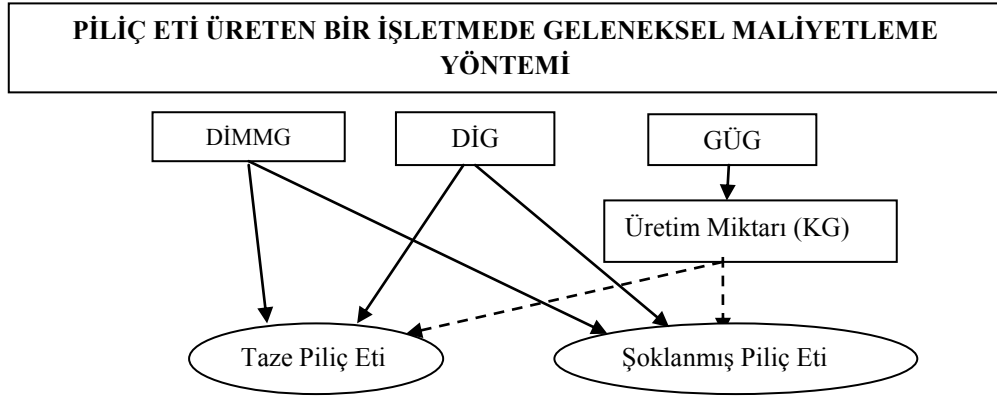 PİLİÇ ETİ ÜRETEN BİR İŞLETMEDE GELENEKSEL MALİYETLEME
YÖNTEMİ
DİMMG
DİG
GÜG
Üretim Miktarı (KG)
Taze Piliç Eti
Şoklanmış Piliç Eti